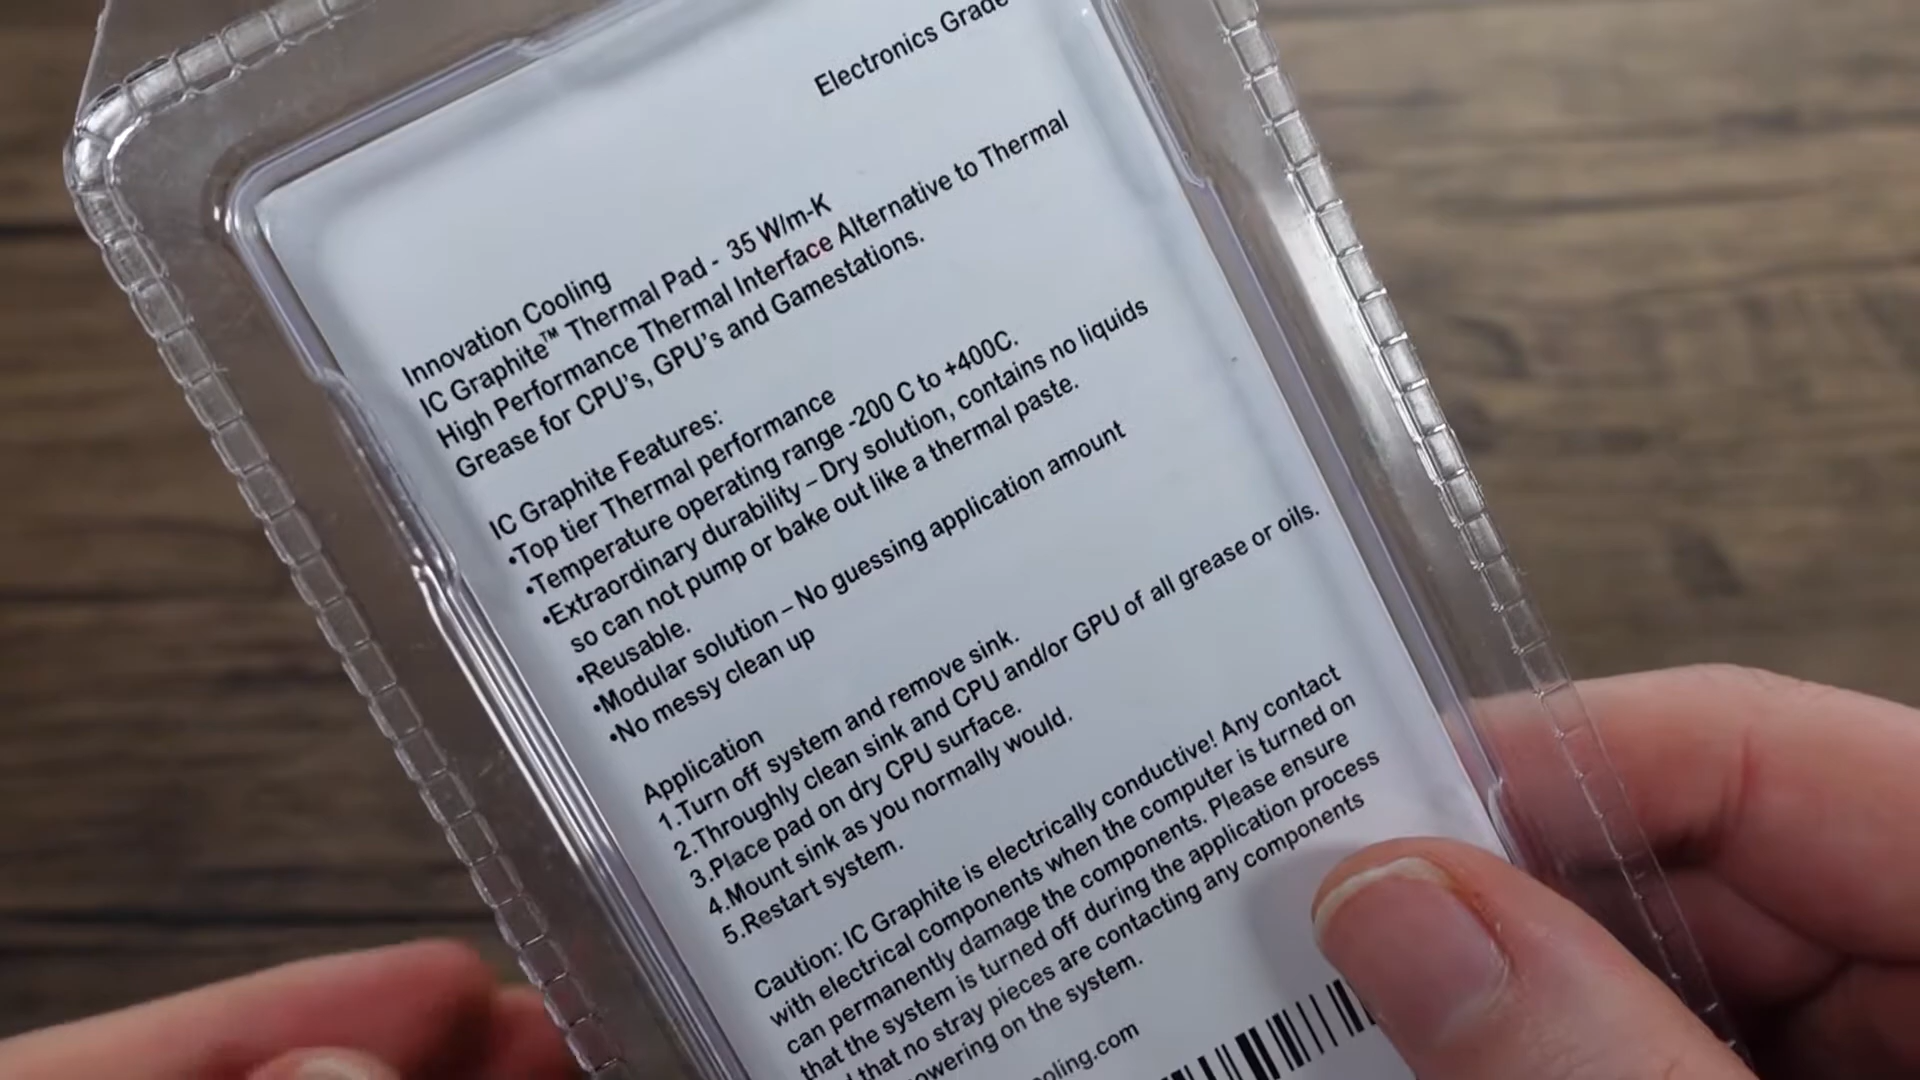 Electronics Grade
Innovation Cooling
IC Graphite™ Thermal Pad - 35 W/m-K
High Performance Thermal Interface Alternative to Thermal
Grease for CPU's, GPU's and Gamestations.
IC Graphite Features:
•Top tier Thermal performance
•Temperature operating range -200 C to +400C.
•Extraordinary durability – Dry solution, contains no liquids
so can not pump or bake out like a thermal paste.
•Reusable.
•Modular solution – No guessing application amount
•No messy clean up
Application
1.Turn off system and remove sink.
2.Throughly clean sink and CPU and/or GPU of all grease or oils.
3.Place pad on dry CPU surface.
4.Mount sink as you normally would.
5.Restart system.
Caution: IC Graphite is electrically conductive! Any contact
with electrical components when the computer is turned on
can permanently damage the components. Please ensure
that the system is turned off during the application process
that no stray pieces are contacting any components
on the system.